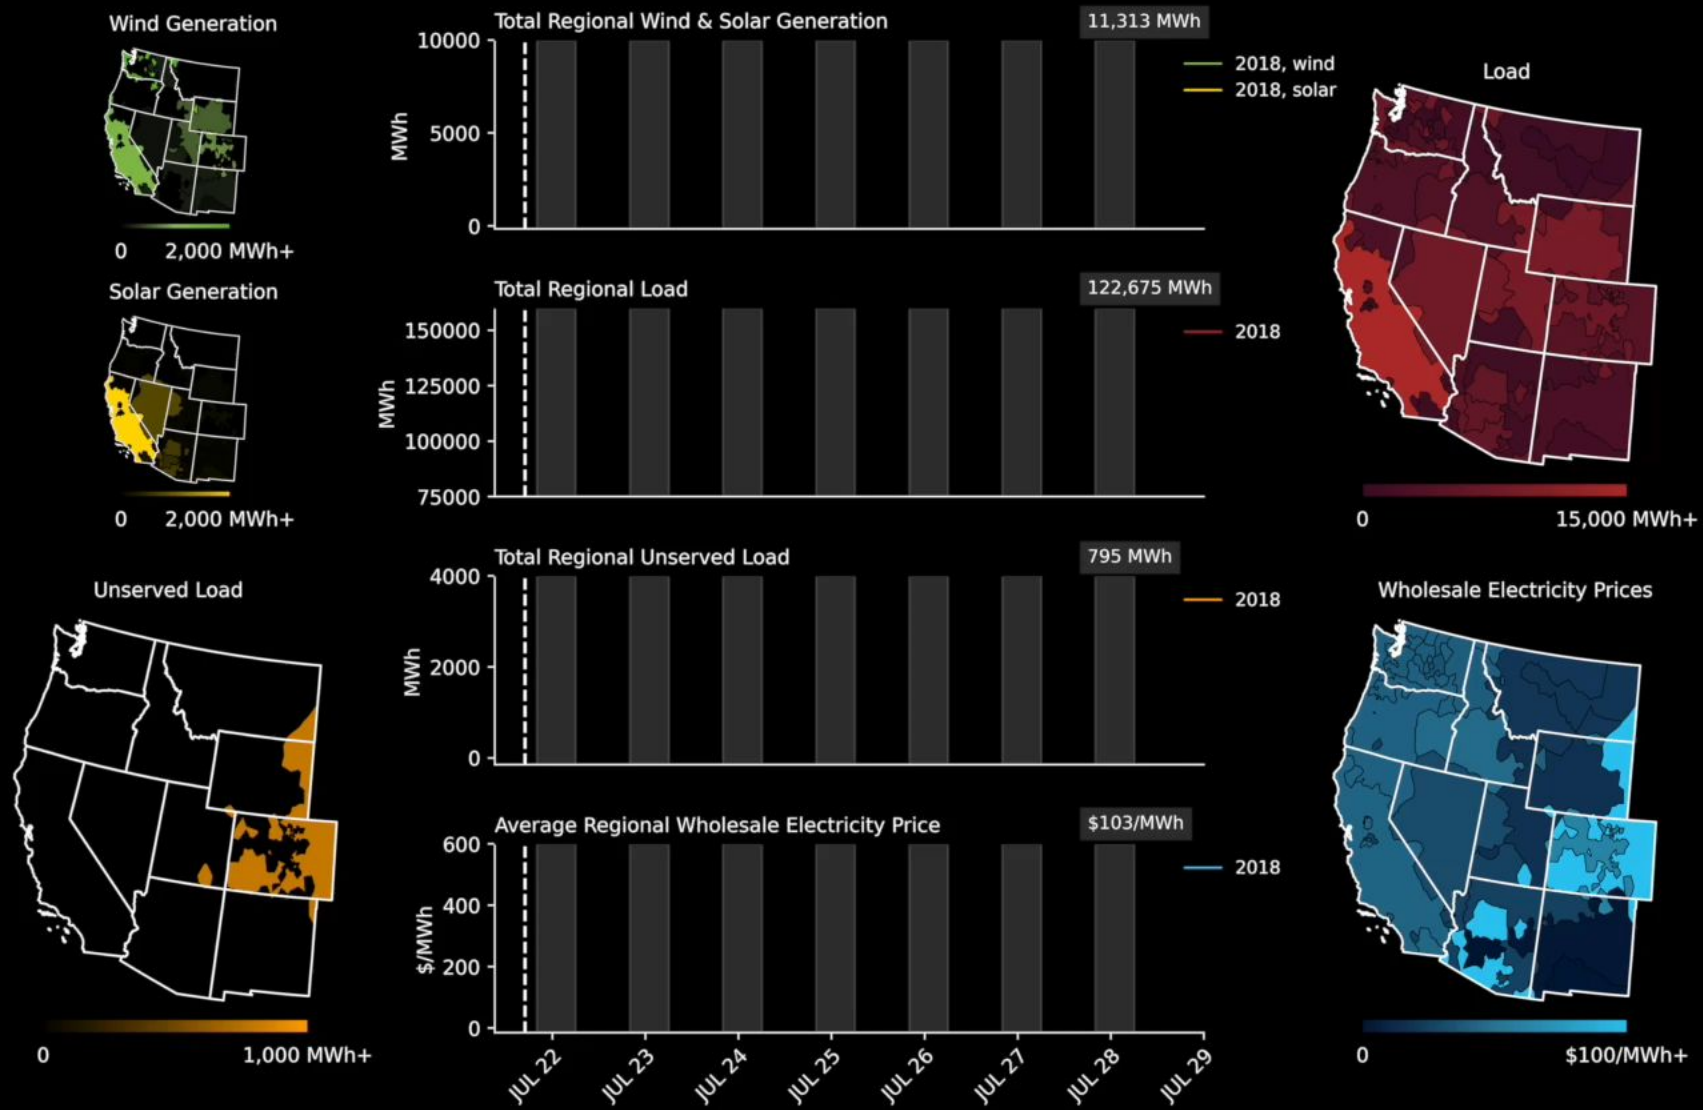 Wind Generation
0 2,000 MWh+
Solar Generation
0 2,000 MWh+
Unserved Load
0 1,000 MWh+
Total Regional Wind & Solar Generation
11,313 MWh
10000
5000
0
MWh
2018, wind
2018, solar
Total Regional Load
122,675 MWh
150000
125000
100000
75000
MWh
2018
Total Regional Unserved Load
795 MWh
4000
2000
0
MWh
2018
Average Regional Wholesale Electricity Price
$103/MWh
600
400
200
0
$/MWh
2018
JUL 22
JUL 23
JUL 24
JUL 25
JUL 26
JUL 27
JUL 28
JUL 29
Load
0 15,000 MWh+
Wholesale Electricity Prices
0 $100/MWh+